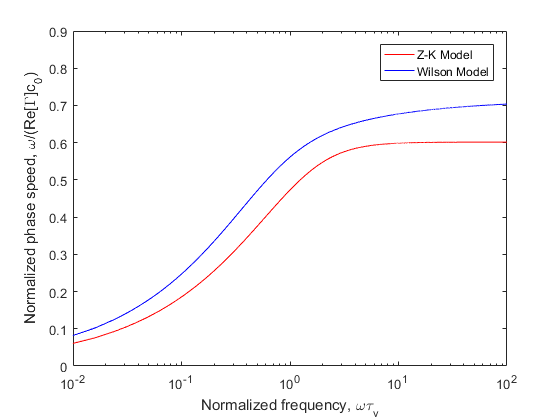 0.9
0.8
0.7
0.6
0.5
0.4
0.3
0.2
0.1
0
Normalized phase speed, ω/(Re[Γ]c₀)
Z-K Model
Wilson Model
10⁻² 10⁻¹ 10⁰ 10¹ 10²
Normalized frequency, ωτᵥ